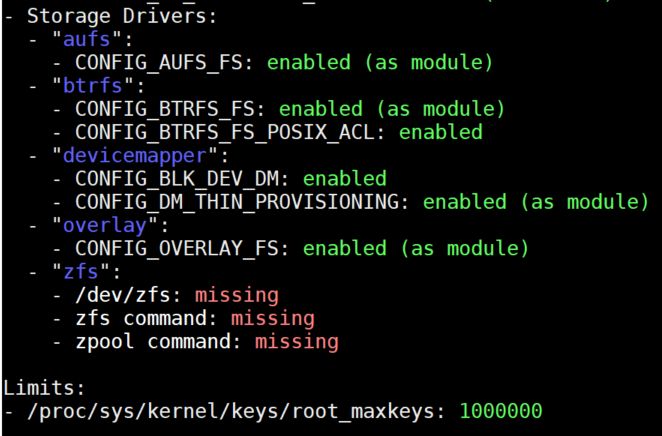 - Storage Drivers:
  - "aufs":
    - CONFIG_AUFS_FS: enabled (as module)
  - "btrfs":
    - CONFIG_BTRFS_FS: enabled (as module)
    - CONFIG_BTRFS_FS_POSIX_ACL: enabled
  - "devicemapper":
    - CONFIG_BLK_DEV_DM: enabled
    - CONFIG_DM_THIN_PROVISIONING: enabled (as module)
  - "overlay":
    - CONFIG_OVERLAY_FS: enabled (as module)
  - "zfs":
    - /dev/zfs: missing
    - zfs command: missing
    - zpool command: missing

Limits:
- /proc/sys/kernel/keys/root_maxkeys: 1000000